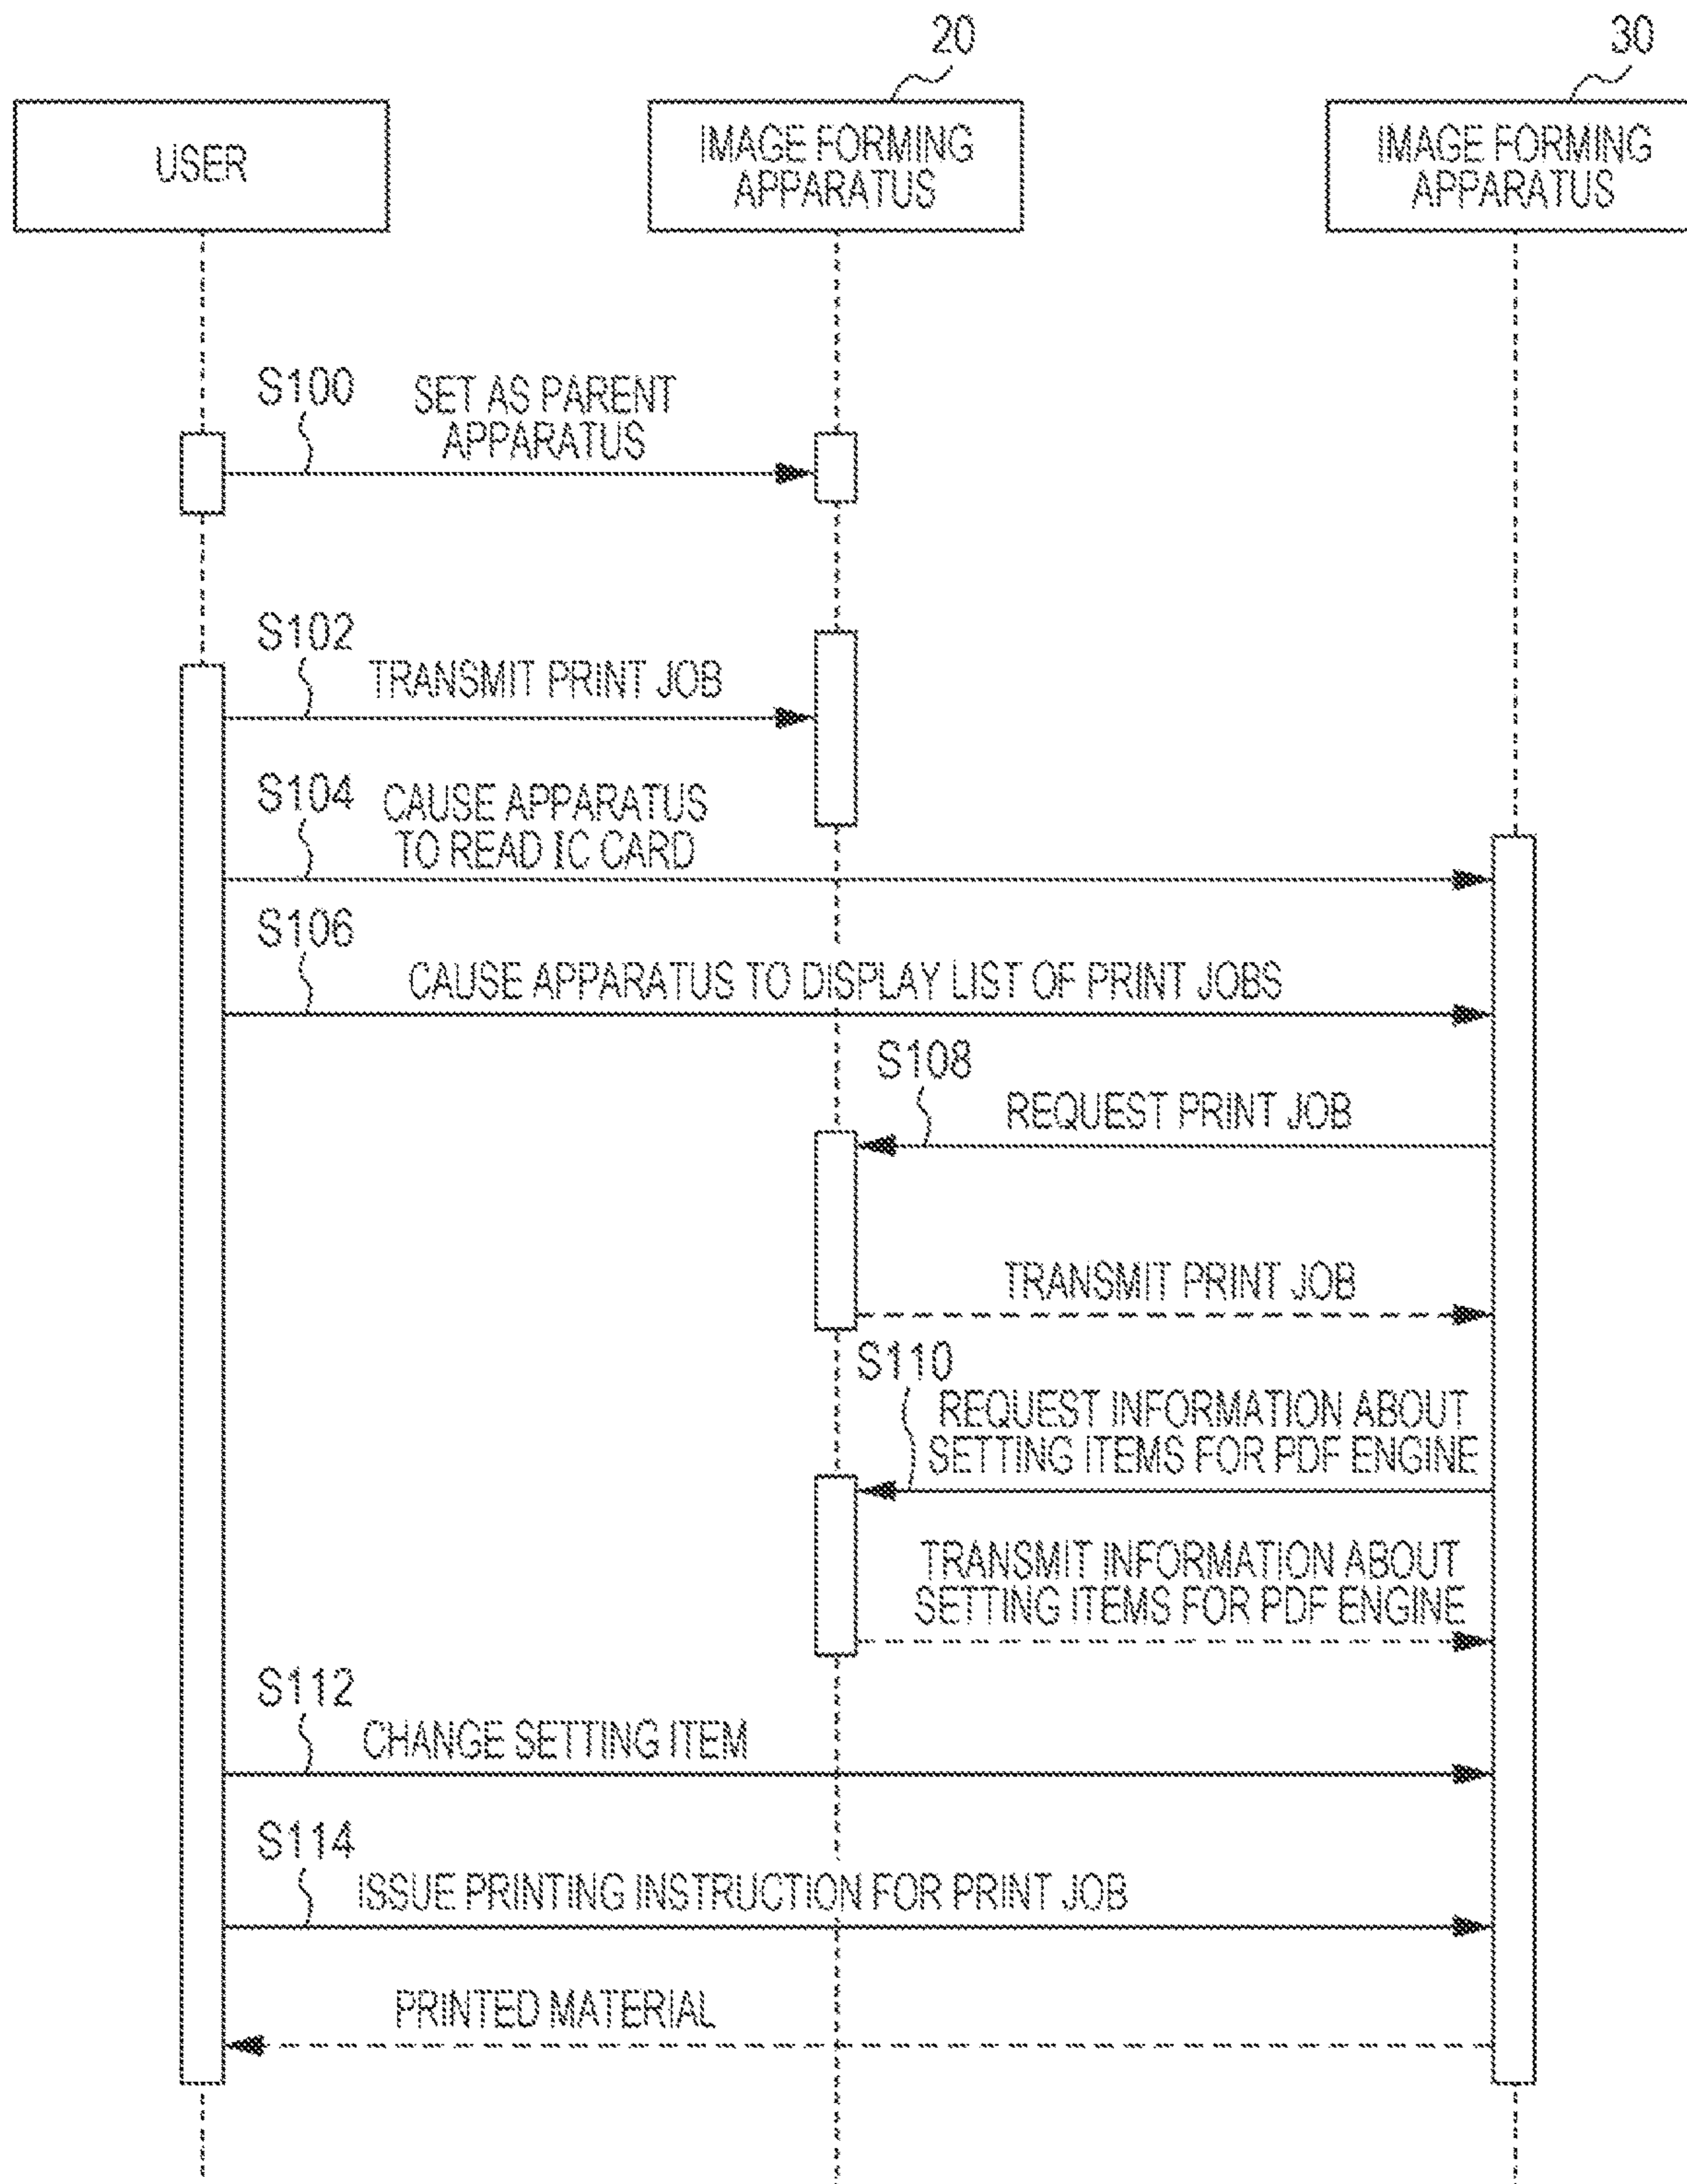 20
30
USER
IMAGE FORMING
APPARATUS
IMAGE FORMING
APPARATUS
S100
SET AS PARENT
APPARATUS
S102
TRANSMIT PRINT JOB
S104
CAUSE APPARATUS
TO READ IC CARD
S106
CAUSE APPARATUS TO DISPLAY LIST OF PRINT JOBS
S108
REQUEST PRINT JOB
TRANSMIT PRINT JOB
S110
REQUEST INFORMATION ABOUT
SETTING ITEMS FOR PDF ENGINE
TRANSMIT INFORMATION ABOUT
SETTING ITEMS FOR PDF ENGINE
S112
CHANGE SETTING ITEM
S114
ISSUE PRINTING INSTRUCTION FOR PRINT JOB
PRINTED MATERIAL